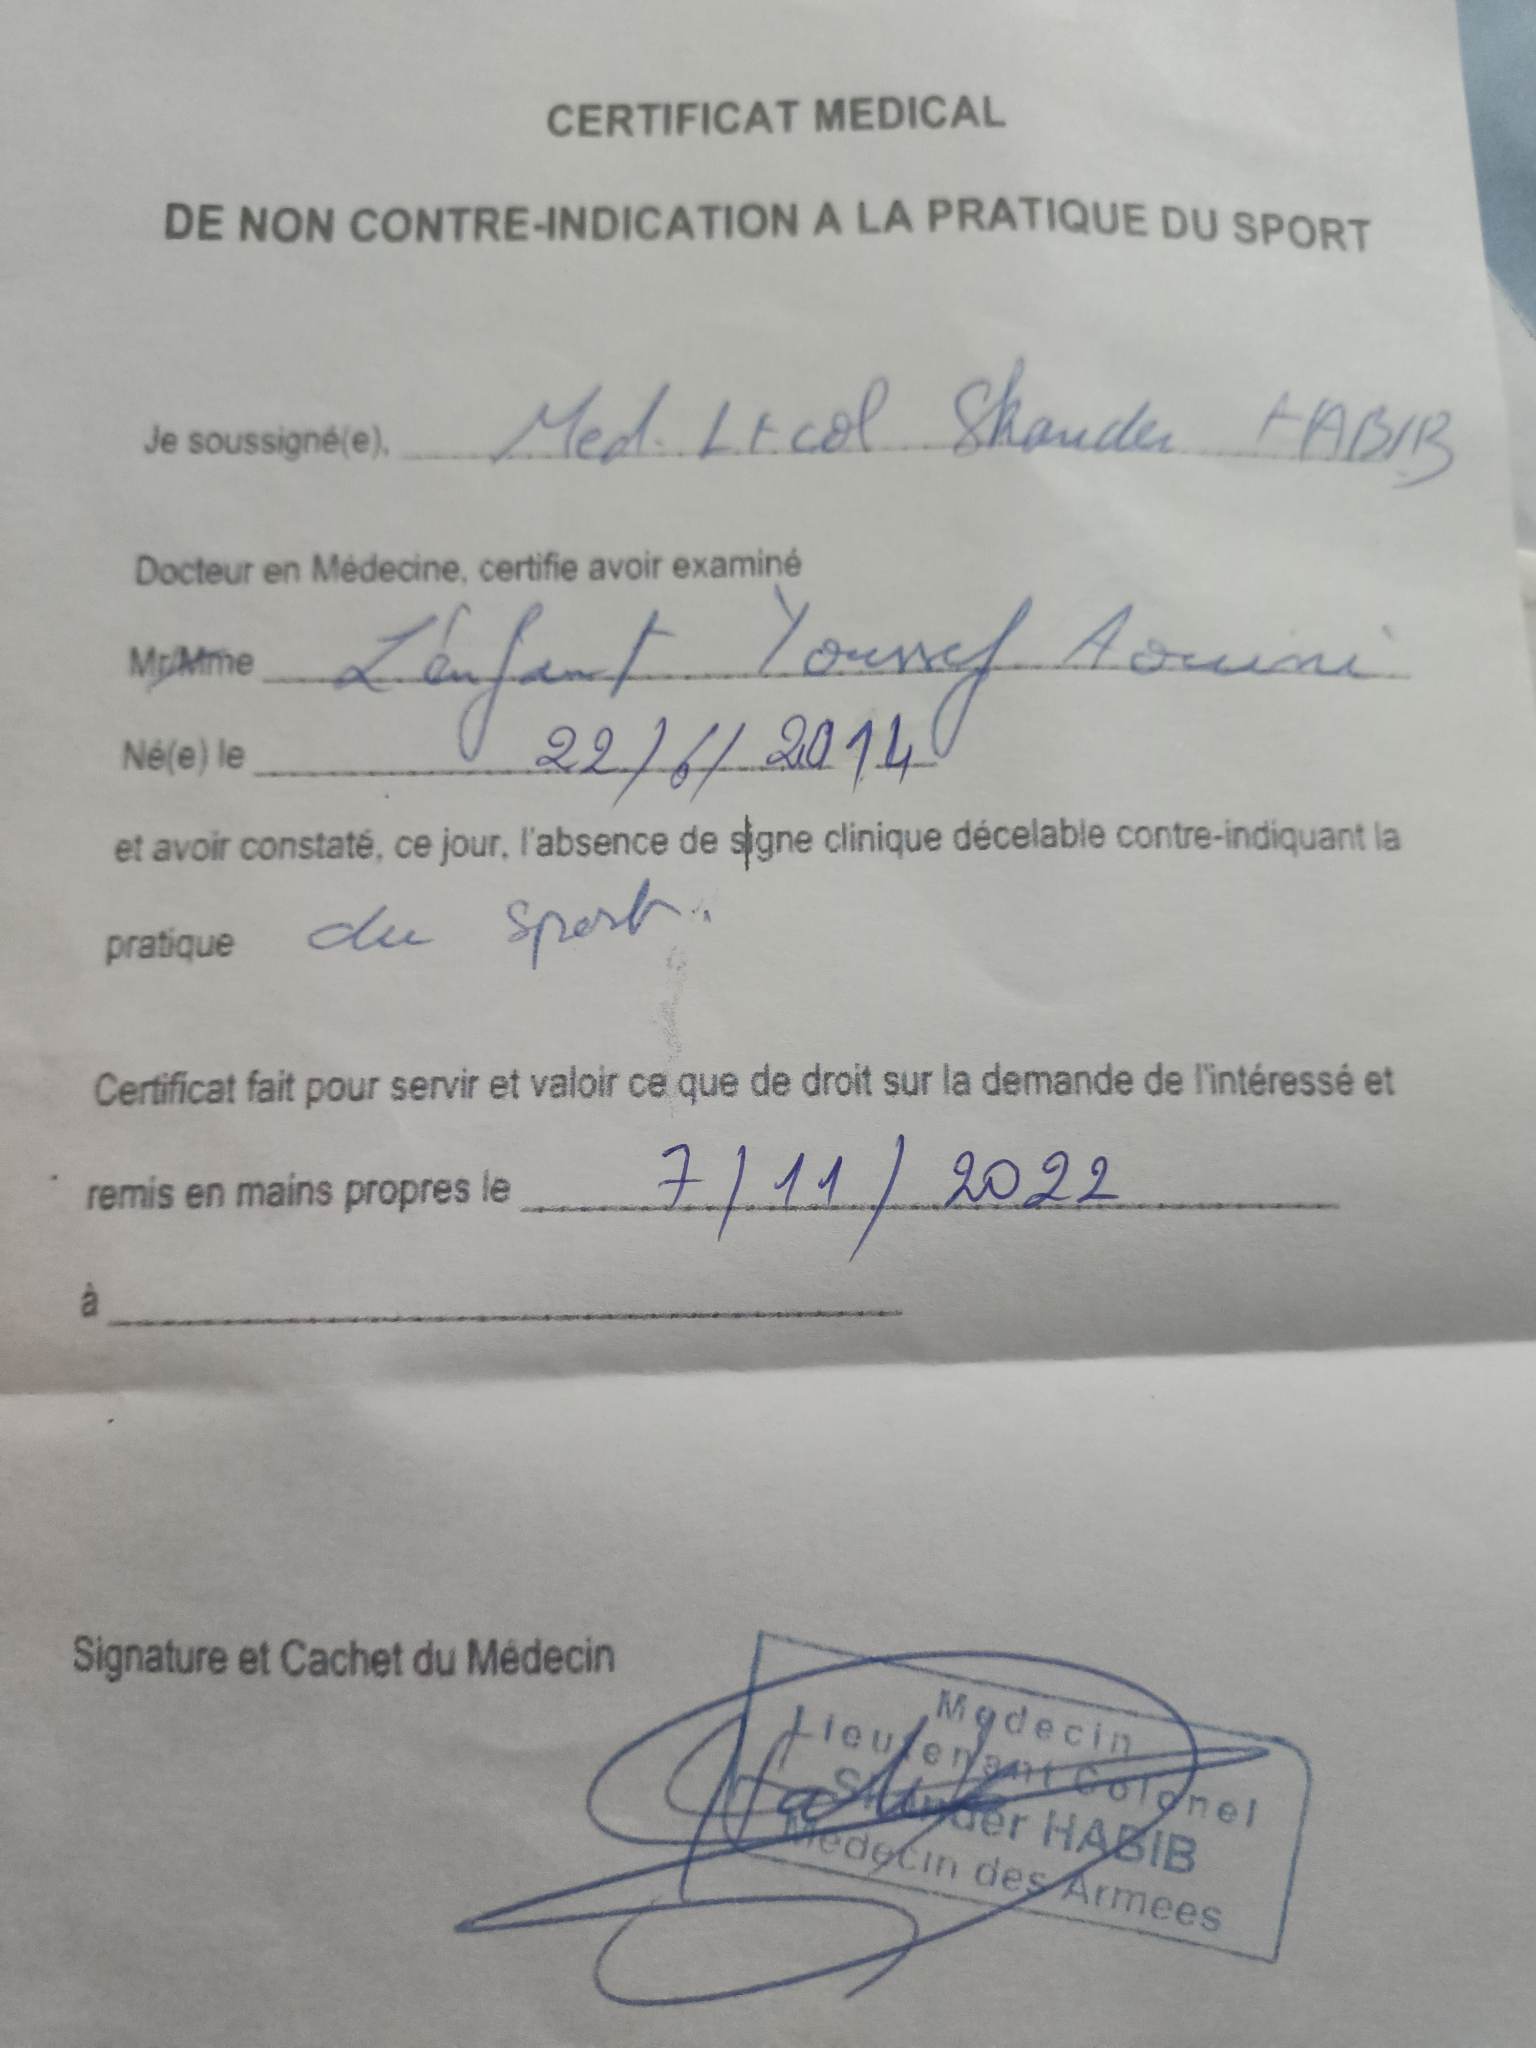 CERTIFICAT MEDICAL
DE NON CONTRE-INDICATION A LA PRATIQUE DU SPORT
Je soussigné(e), Med. Lt col Skander HABIB
Docteur en Médecine, certifie avoir examiné
Mr/Mme L'énfant Youssef Aouini
Né(e) le 22/6/2014
et avoir constaté, ce jour, l'absence de signe clinique décelable contre-indiquant la
pratique du sport.
Certificat fait pour servir et valoir ce que de droit sur la demande de l'intéressé et
remis en mains propres le 7/11/2022
à
Signature et Cachet du Médecin
Medecin
Lieutenant Colonel
Skander HABIB
Medecin des Armees